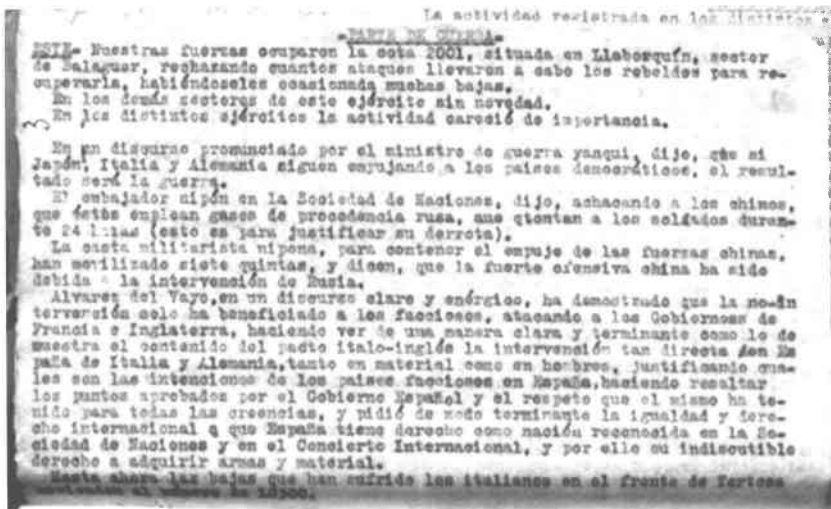 La actividad registrada en los distintos
-PARTE DE GUERRA-
ESTE- Nuestras fuerzas ocuparon la cota 2001, situada en Llaborquín, sector
de Balaguer, rechazando cuantos ataques llevaron a cabo los rebeldes para re-
cuperarla, habiéndoseles ocasionado muchas bajas.
En los demás sectores de este ejército sin novedad.
En los distintos ejércitos la actividad careció de importancia.
En un discurso pronunciado por el ministro de guerra yanqui, dijo, que si
Japón, Italia y Alemania siguen empujando a los países democráticos, el resul-
tado será la guerra.
El embajador nipón en la Sociedad de Naciones, dijo, achacando a los chinos,
que éstos emplean gases de procedencia rusa, que atontan a los soldados duran-
te 24 horas (esto es para justificar su derrota).
La casta militarista nipona, para contener el empuje de las fuerzas chinas,
han movilizado siete quintas, y dicen, que la fuerte ofensiva china ha sido
debida a la intervención de Rusia.
Alvarez del Vayo, en un discurso claro y enérgico, ha demostrado que la no-in
tervención solo ha beneficiado a los facciosos, atacando a los Gobiernos de
Francia e Inglaterra, haciendo ver de una manera clara y terminante como lo de
muestra el contenido del pacto italo-inglés la intervención tan directa en Es
paña de Italia y Alemania, tanto en material como en hombres, justificando cua-
les son las intenciones de los países facciosos en España, haciendo resaltar
los puntos aprobados por el Gobierno Español y el respeto que el mismo ha te-
nido para todas las creencias, y pidió de modo terminante la igualdad y dere-
cho internacional a que España tiene derecho como nación reconocida en la So-
ciedad de Naciones y en el Concierto Internacional, y por ello su indiscutible
derecho a adquirir armas y material.
Hasta ahora las bajas que han sufrido los italianos en el frente de Tortosa
ascienden al número de